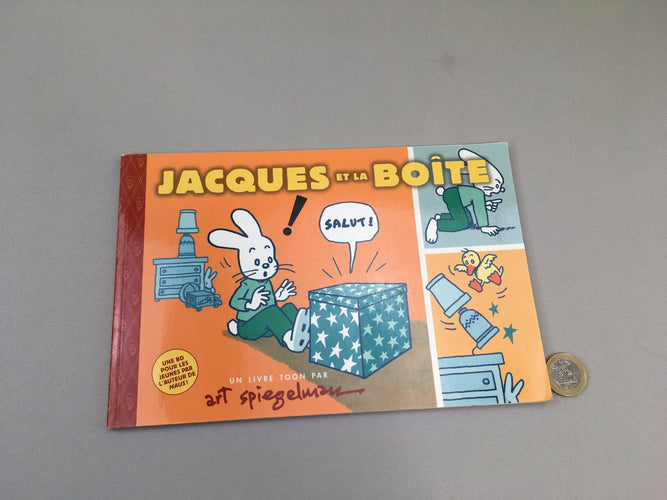 JACQUES ET LA BOÎTE
SALUT!
UNE BD
POUR LES
JEUNES PAR
L'AUTEUR DE
MAUS!
UN LIVRE TOON PAR
art spiegelman